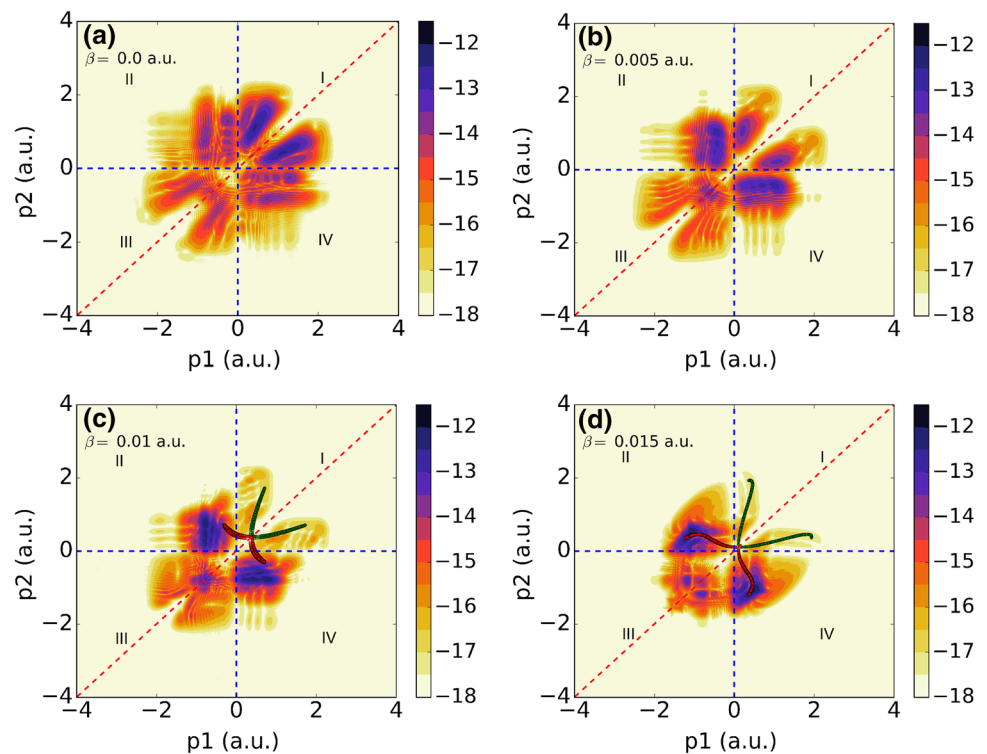 (a)
β= 0.0 a.u.
II
I
III
IV
4
2
0
−2
−4
−4
−2
0
2
4
p2 (a.u.)
p1 (a.u.)
−12
−13
−14
−15
−16
−17
−18
(b)
β= 0.005 a.u.
II
I
III
IV
4
2
0
−2
−4
−4
−2
0
2
4
p2 (a.u.)
p1 (a.u.)
−12
−13
−14
−15
−16
−17
−18
(c)
β= 0.01 a.u.
II
I
III
IV
4
2
0
−2
−4
−4
−2
0
2
4
p2 (a.u.)
p1 (a.u.)
−12
−13
−14
−15
−16
−17
−18
(d)
β= 0.015 a.u.
II
I
III
IV
4
2
0
−2
−4
−4
−2
0
2
4
p2 (a.u.)
p1 (a.u.)
−12
−13
−14
−15
−16
−17
−18